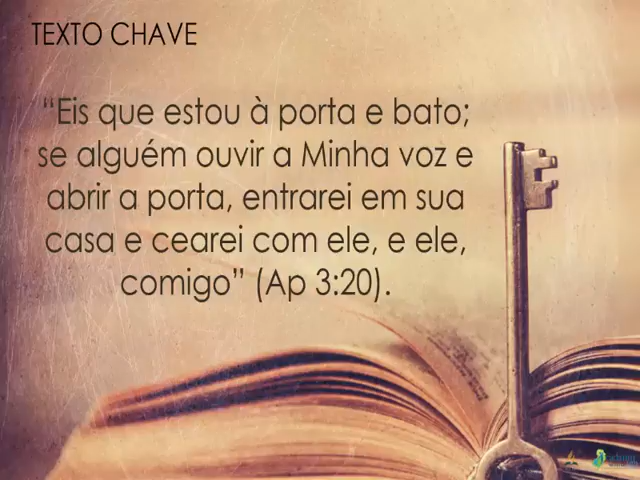 TEXTO CHAVE
“Eis que estou à porta e bato;
se alguém ouvir a Minha voz e
abrir a porta, entrarei em sua
casa e cearei com ele, e ele,
comigo” (Ap 3:20).